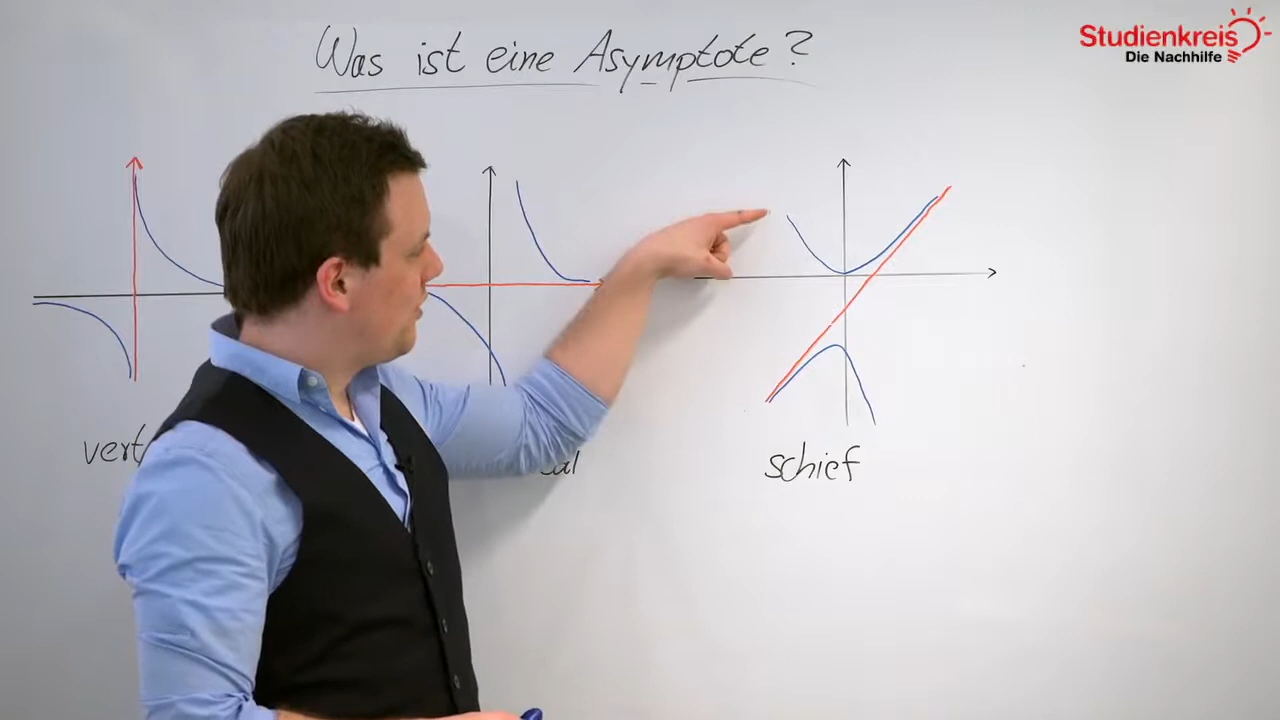 Was ist eine Asymptote?
Studienkreis
Die Nachhilfe
schief